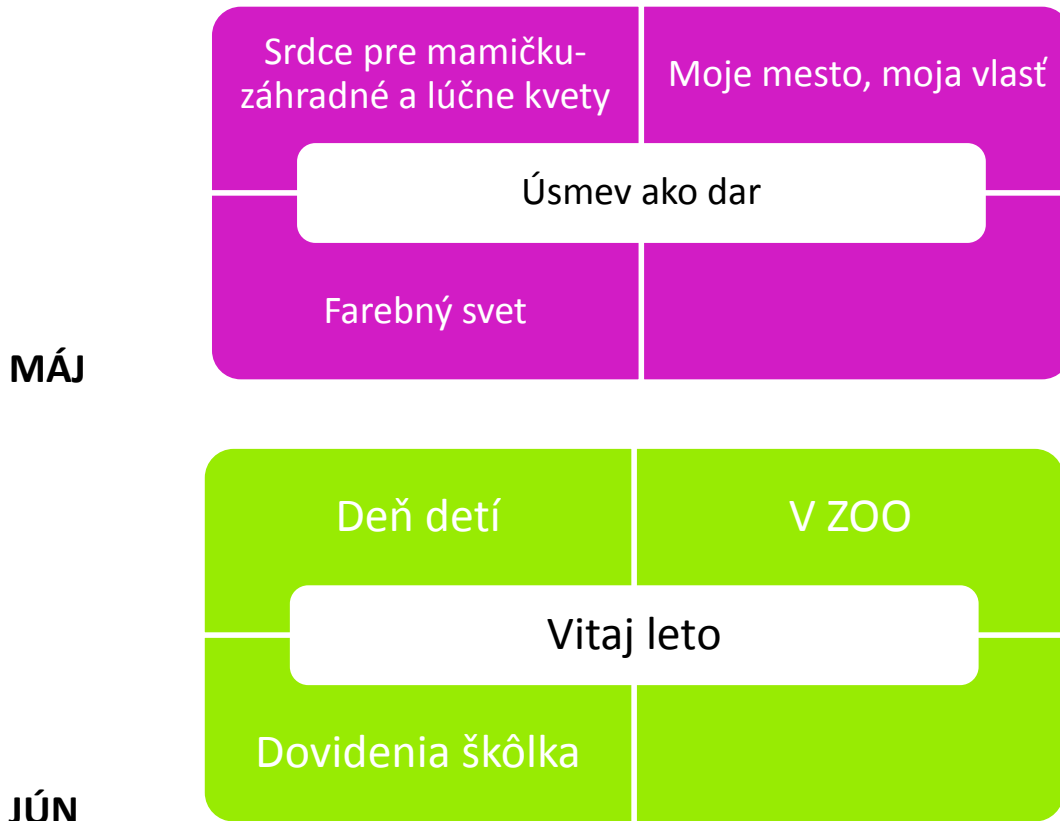 Srdce pre mamičku-
záhradné a lúčne kvety
Moje mesto, moja vlasť
Úsmev ako dar
Farebný svet
MÁJ
Deň detí
V ZOO
Vitaj leto
Dovidenia škôlka
JÚN